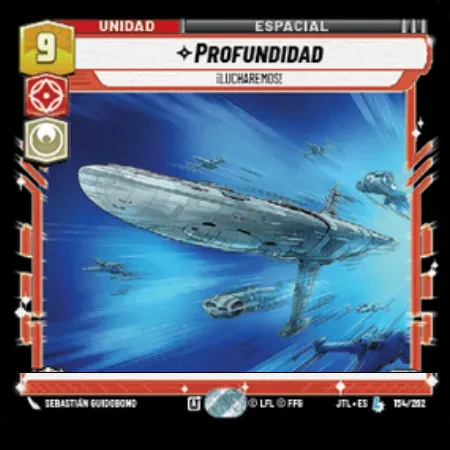 UNIDAD
ESPACIAL
9
PROFUNDIDAD
¡LUCHAREMOS!
SEBASTIÁN GUIDOBONO
A
© LFL © FFG
JTL • ES
L
154/262